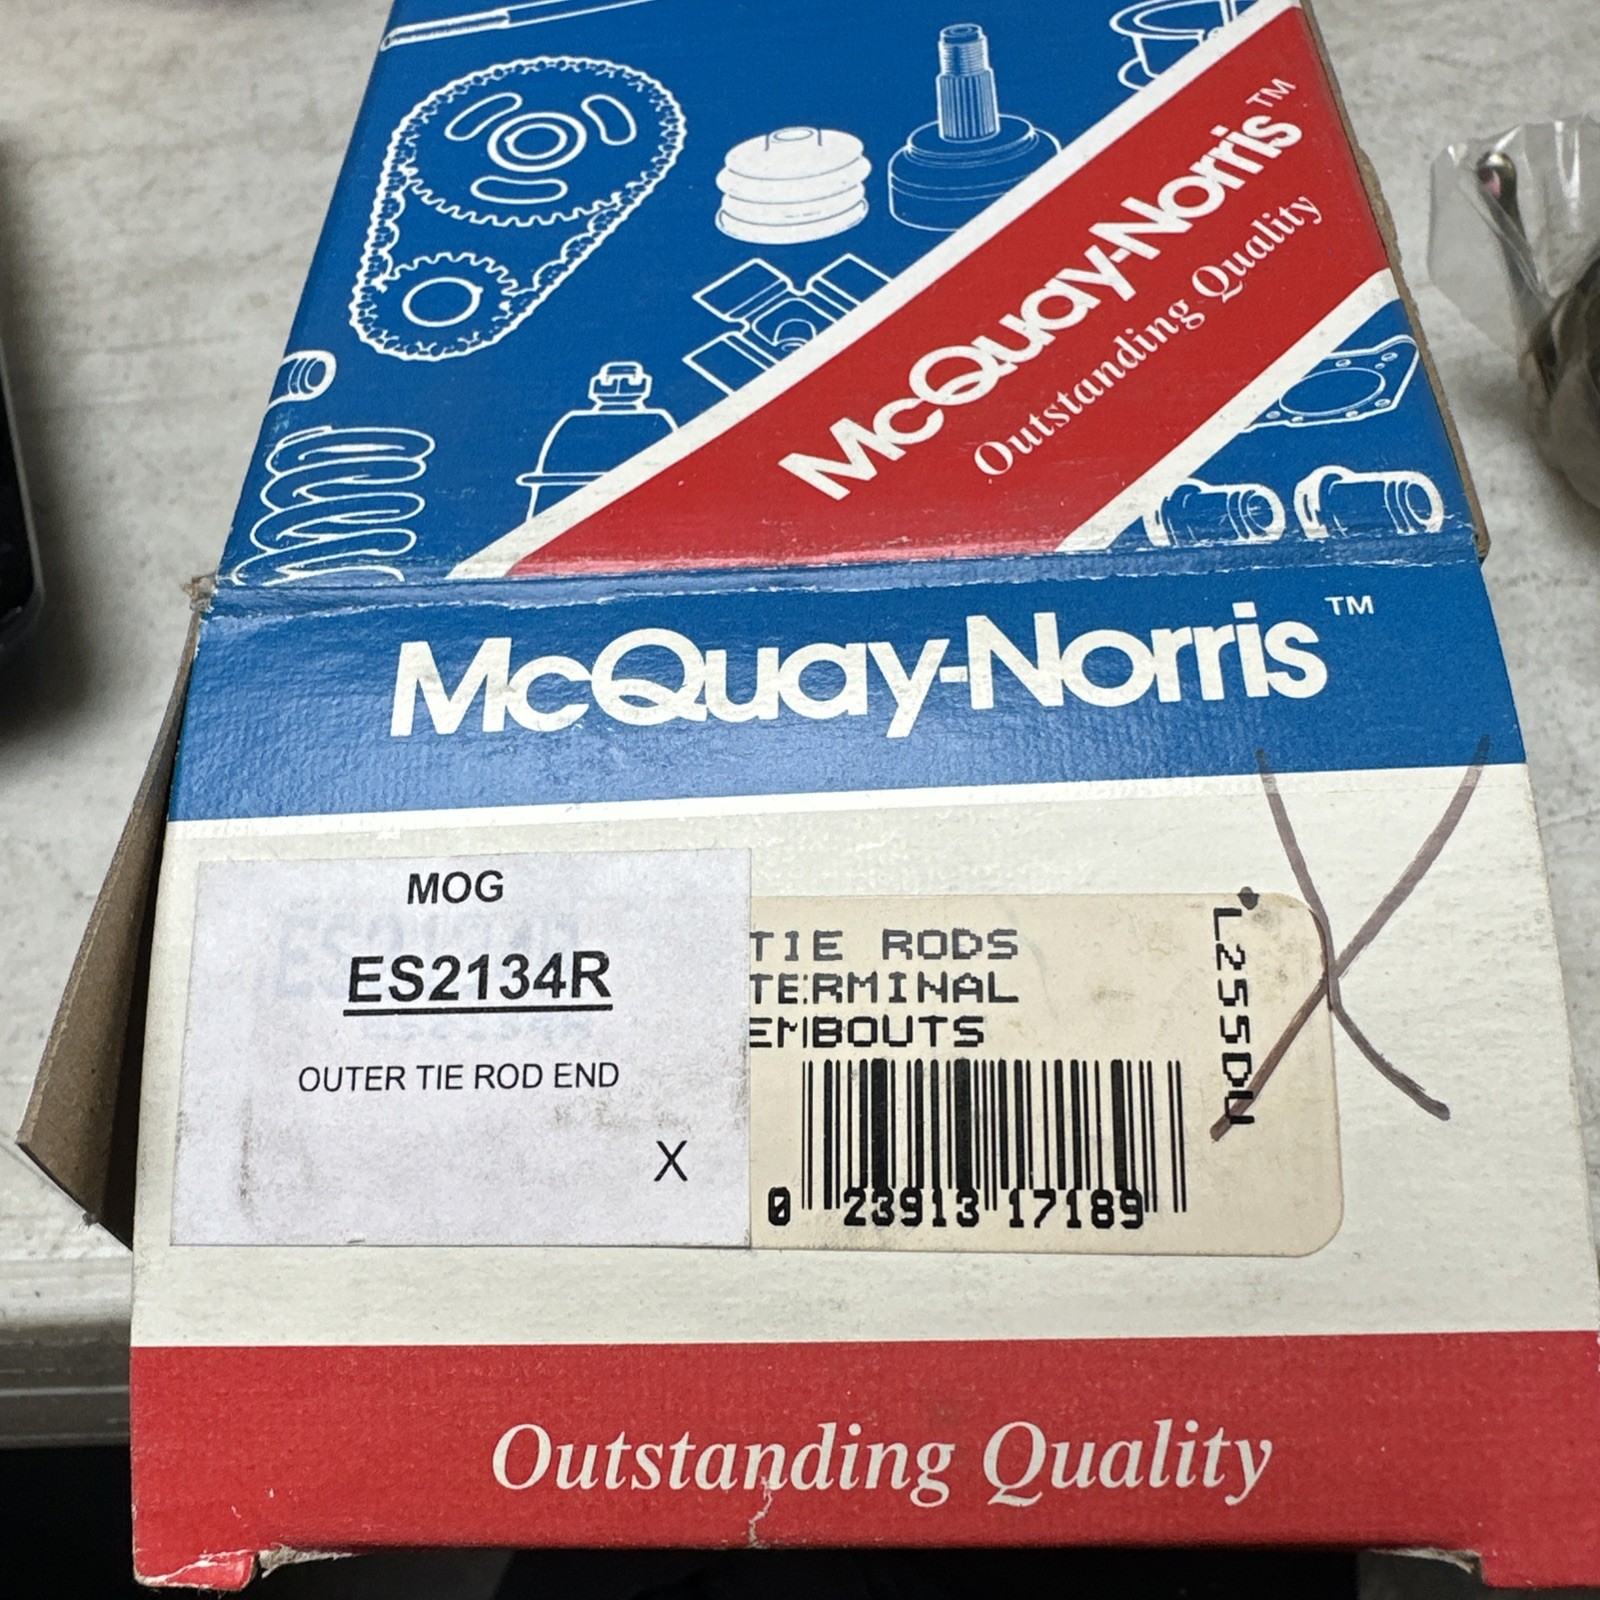 McQuay-Norris™
Outstanding Quality
McQuay-Norris™
MOG
ES2134R
OUTER TIE ROD END
X
TIE RODS
TERMINAL
EMBOUTS
*L255DU
0 23913 17189
X
Outstanding Quality